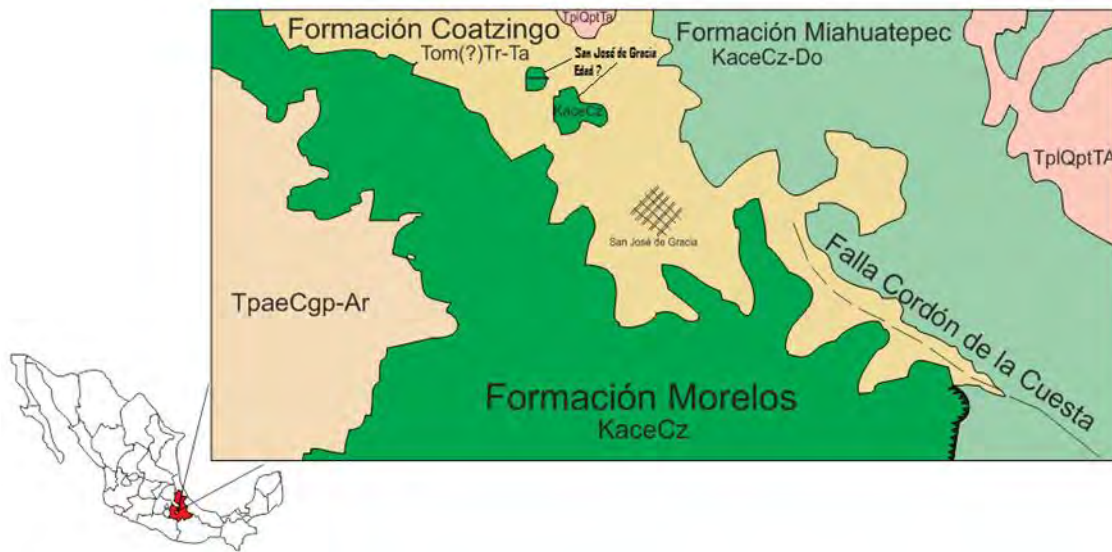 TplQptTa
Formación Coatzingo
Tom(?)Tr-Ta
San José de Gracia
Edad ?
KaceCz
Formación Miahuatepec
KaceCz-Do
TplQptTA
San José de Gracia
Falla Cordón de la Cuesta
TpaeCgp-Ar
Formación Morelos
KaceCz